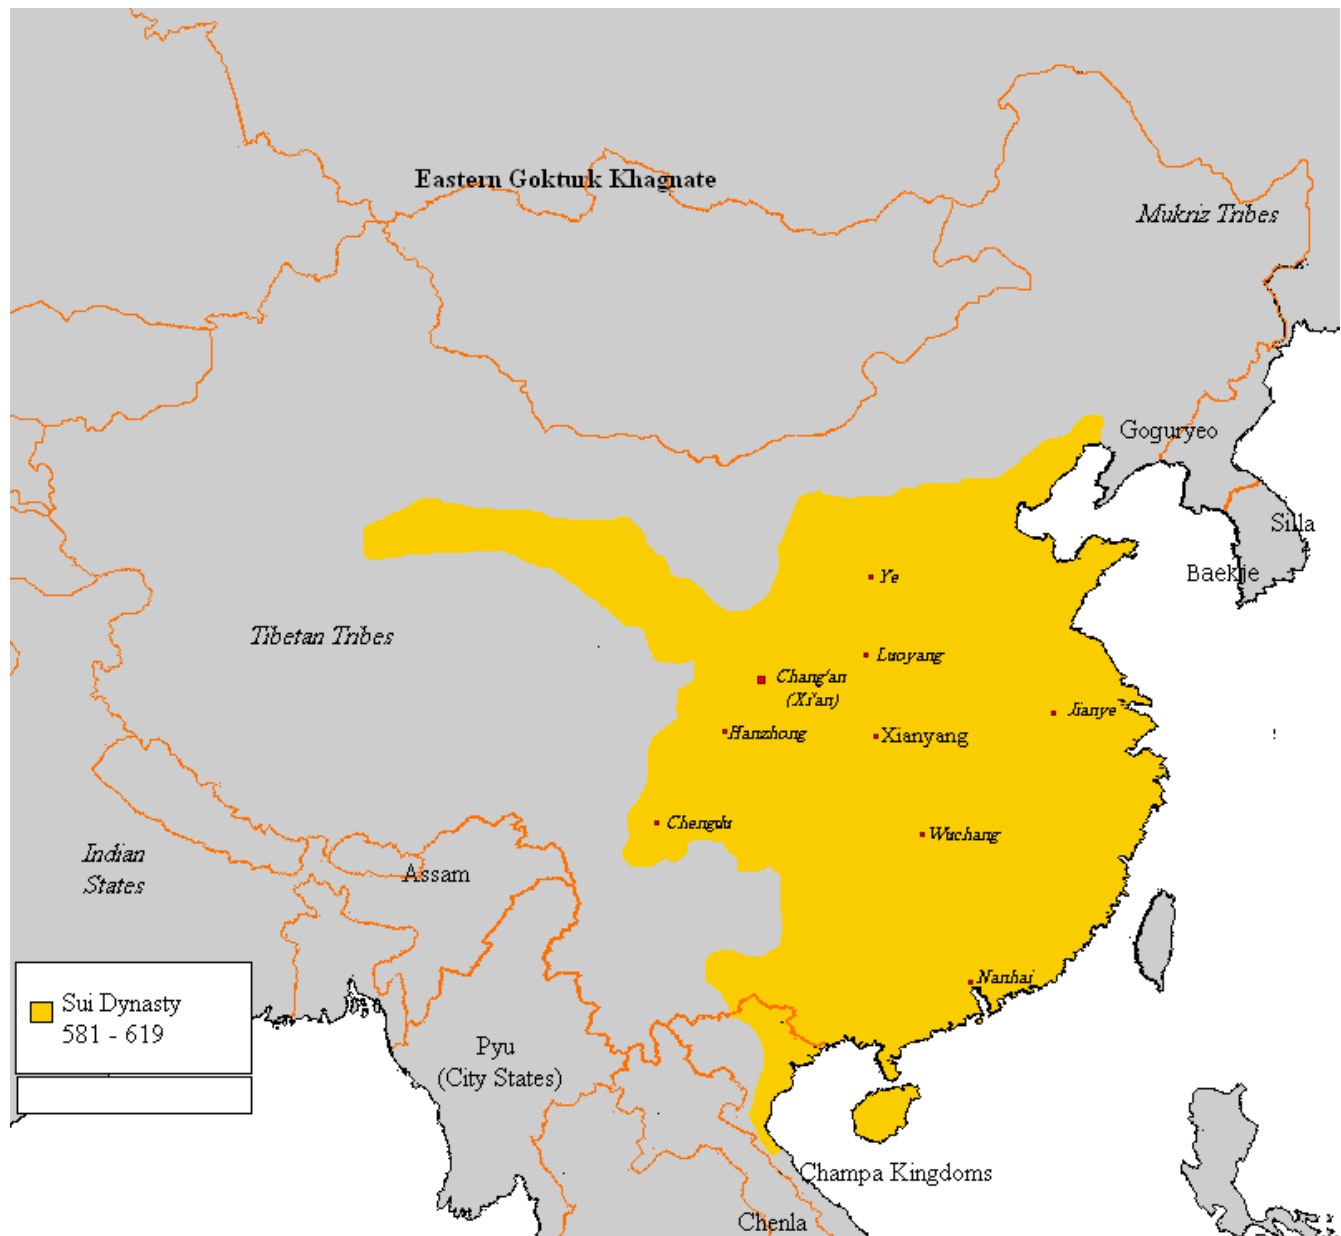 Eastern Gokturk Khagnate
Mukriz Tribes
Goguryeo
Silla
Baekje
Ye
Tibetan Tribes
Luoyang
Chang'an
(Xi'an)
Jianye
Hanzhong
Xianyang
Chengdu
Wuchang
Indian
States
Assam
Nanhai
Sui Dynasty
581 - 619
Pyu
(City States)
Champa Kingdoms
Chenla